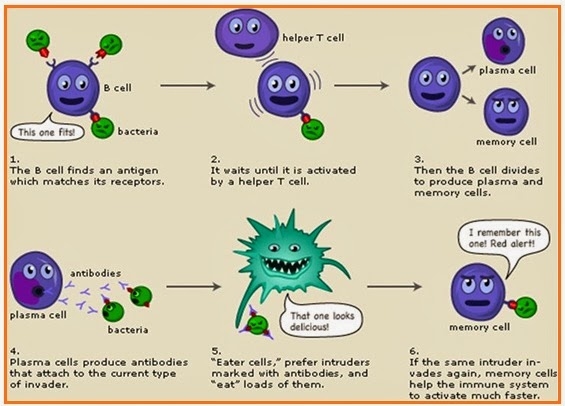 B cell
This one fits!
bacteria
1.
The B cell finds an antigen
which matches its receptors.
helper T cell
2.
It waits until it is activated
by a helper T cell.
plasma cell
memory cell
3.
Then the B cell divides
to produce plasma and
memory cells.
antibodies
plasma cell
bacteria
4.
Plasma cells produce antibodies
that attach to the current type
of invader.
That one looks
delicious!
5.
“Eater cells,” prefer intruders
marked with antibodies, and
“eat” loads of them.
I remember this
one! Red alert!
memory cell
6.
If the same intruder in-
vades again, memory cells
help the immune system
to activate much faster.